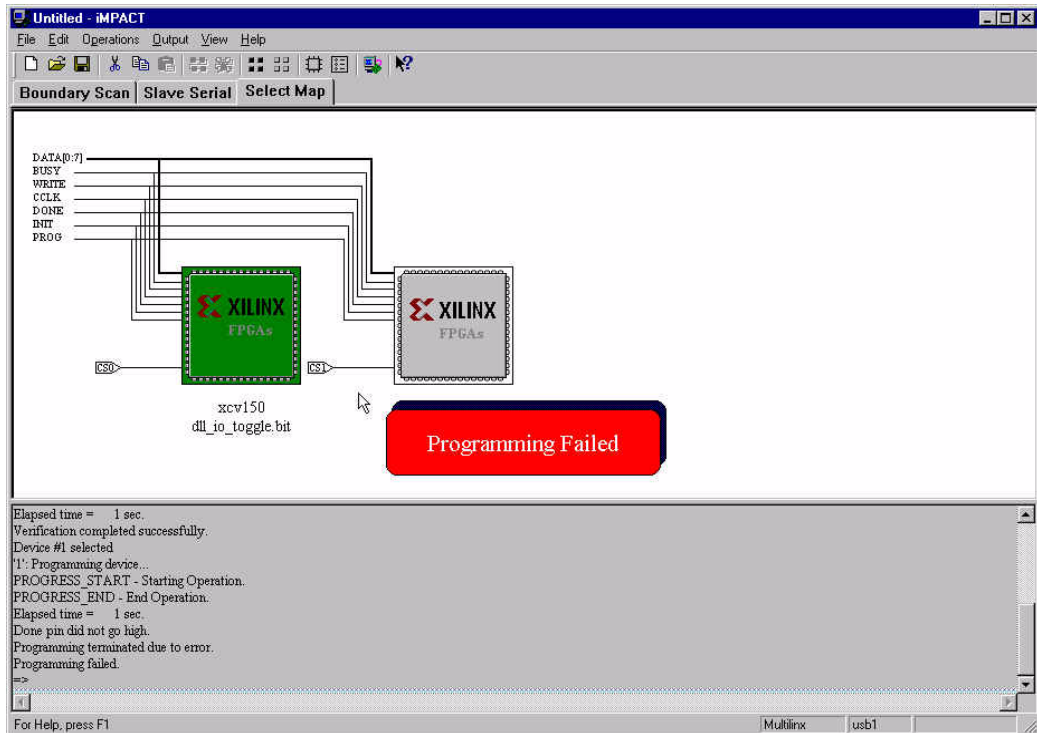 Untitled - iMPACT
File Edit Operations Output View Help
Boundary Scan Slave Serial Select Map
DATA[0:7]
BUSY
WRITE
CCLK
DONE
INIT
PROG
XILINX
FPGAs
XILINX
FPGAs
CS0
CS1
xcv150
dll_io_toggle.bit
Programming Failed
Elapsed time = 1 sec.
Verification completed successfully.
Device #1 selected
'1': Programming device...
PROGRESS_START - Starting Operation.
PROGRESS_END - End Operation.
Elapsed time = 1 sec.
Done pin did not go high.
Programming terminated due to error.
Programming failed.
=>
For Help, press F1 Multilinx usb1